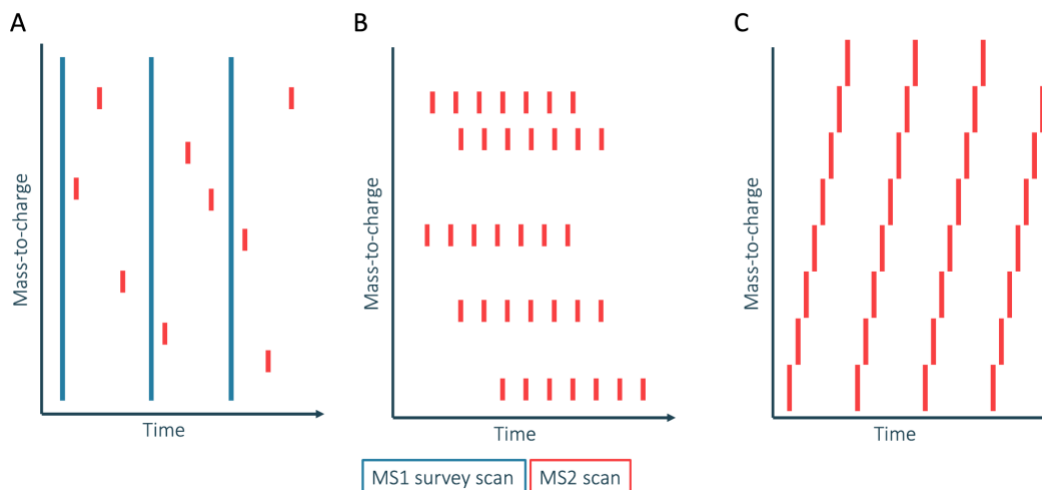 A
B
C
Mass-to-charge
Mass-to-charge
Mass-to-charge
Time
Time
Time
MS1 survey scan
MS2 scan